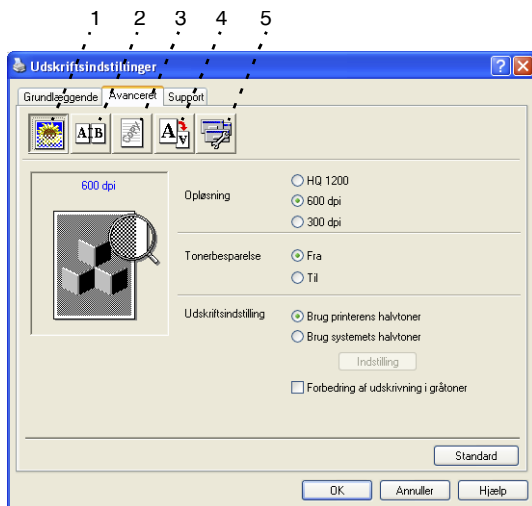 1 2 3 4 5
Udskriftsindstillinger
Grundlæggende Avanceret Support
A B COPY A A
600 dpi
Opløsning
HQ 1200
600 dpi
300 dpi
Tonerbesparelse
Fra
Til
Udskriftsindstilling
Brug printerens halvtoner
Brug systemets halvtoner
Indstilling
Forbedring af udskrivning i gråtoner
Standard
OK Annuller Hjælp